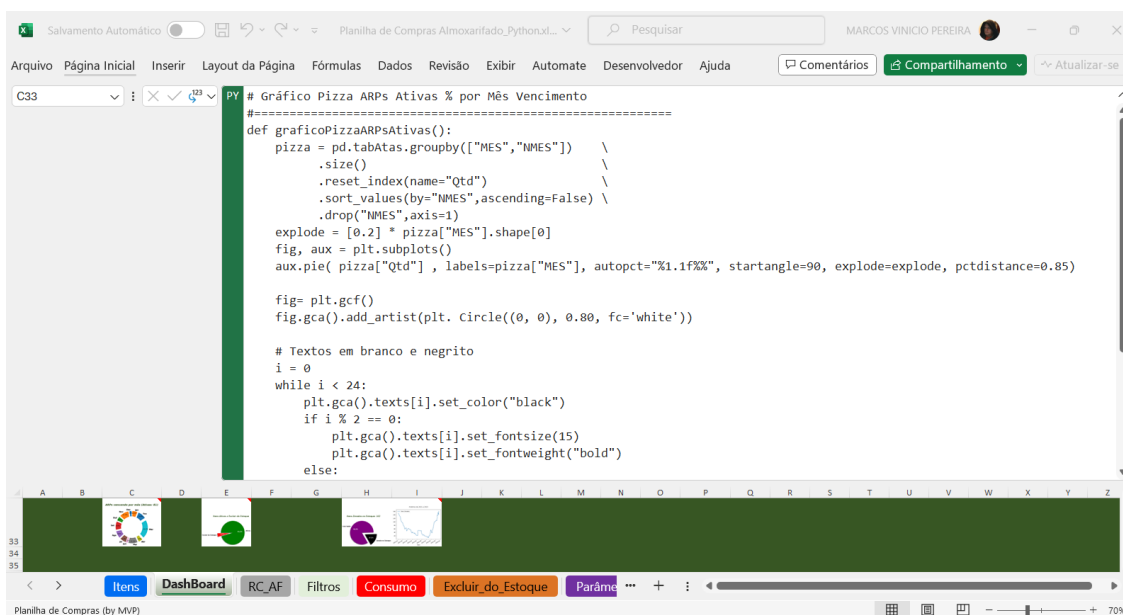 Salvamento Automático Planilha de Compras Almoxarifado_Python.xl... Pesquisar MARCOS VINICIO PEREIRA
Arquivo Página Inicial Inserir Layout da Página Fórmulas Dados Revisão Exibir Automate Desenvolvedor Ajuda Comentários Compartilhamento Atualizar-se
C33 123 PY # Gráfico Pizza ARPs Ativas % por Mês Vencimento
#===========================================================
def graficoPizzaARPsAtivas():
    pizza = pd.tabAtas.groupby(["MES","NMES"])    \
          .size()                                 \
          .reset_index(name="Qtd")                \
          .sort_values(by="NMES",ascending=False) \
          .drop("NMES",axis=1)
    explode = [0.2] * pizza["MES"].shape[0]
    fig, aux = plt.subplots()
    aux.pie( pizza["Qtd"] , labels=pizza["MES"], autopct="%1.1f%%", startangle=90, explode=explode, pctdistance=0.85)
    fig= plt.gcf()
    fig.gca().add_artist(plt. Circle((0, 0), 0.80, fc='white'))
    # Textos em branco e negrito
    i = 0
    while i < 24:
        plt.gca().texts[i].set_color("black")
        if i % 2 == 0:
            plt.gca().texts[i].set_fontsize(15)
            plt.gca().texts[i].set_fontweight("bold")
        else:
A B C D E F G H I J K L M N O P Q R S T U V W X Y Z
33
34
35
Itens DashBoard RC_AF Filtros Consumo Excluir_do_Estoque Parâme ...
Planilha de Compras (by MVP) 70%